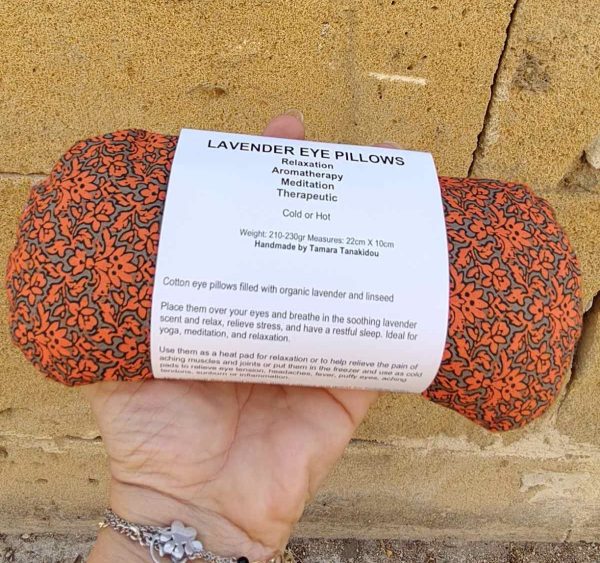 LAVENDER EYE PILLOWS
Relaxation
Aromatherapy
Meditation
Therapeutic
Cold or Hot
Weight: 210-230gr Measures: 22cm X 10cm
Handmade by Tamara Tanakidou
Cotton eye pillows filled with organic lavender and linseed
Place them over your eyes and breathe in the soothing lavender
scent and relax, relieve stress, and have a restful sleep. Ideal for
yoga, meditation, and relaxation.
Use them as a heat pad for relaxation or to help relieve the pain of
aching muscles and joints or put them in the freezer and use as cold
pads to relieve eye tension, headaches, fever, puffy eyes, aching
tendons, sunburn or inflammation.